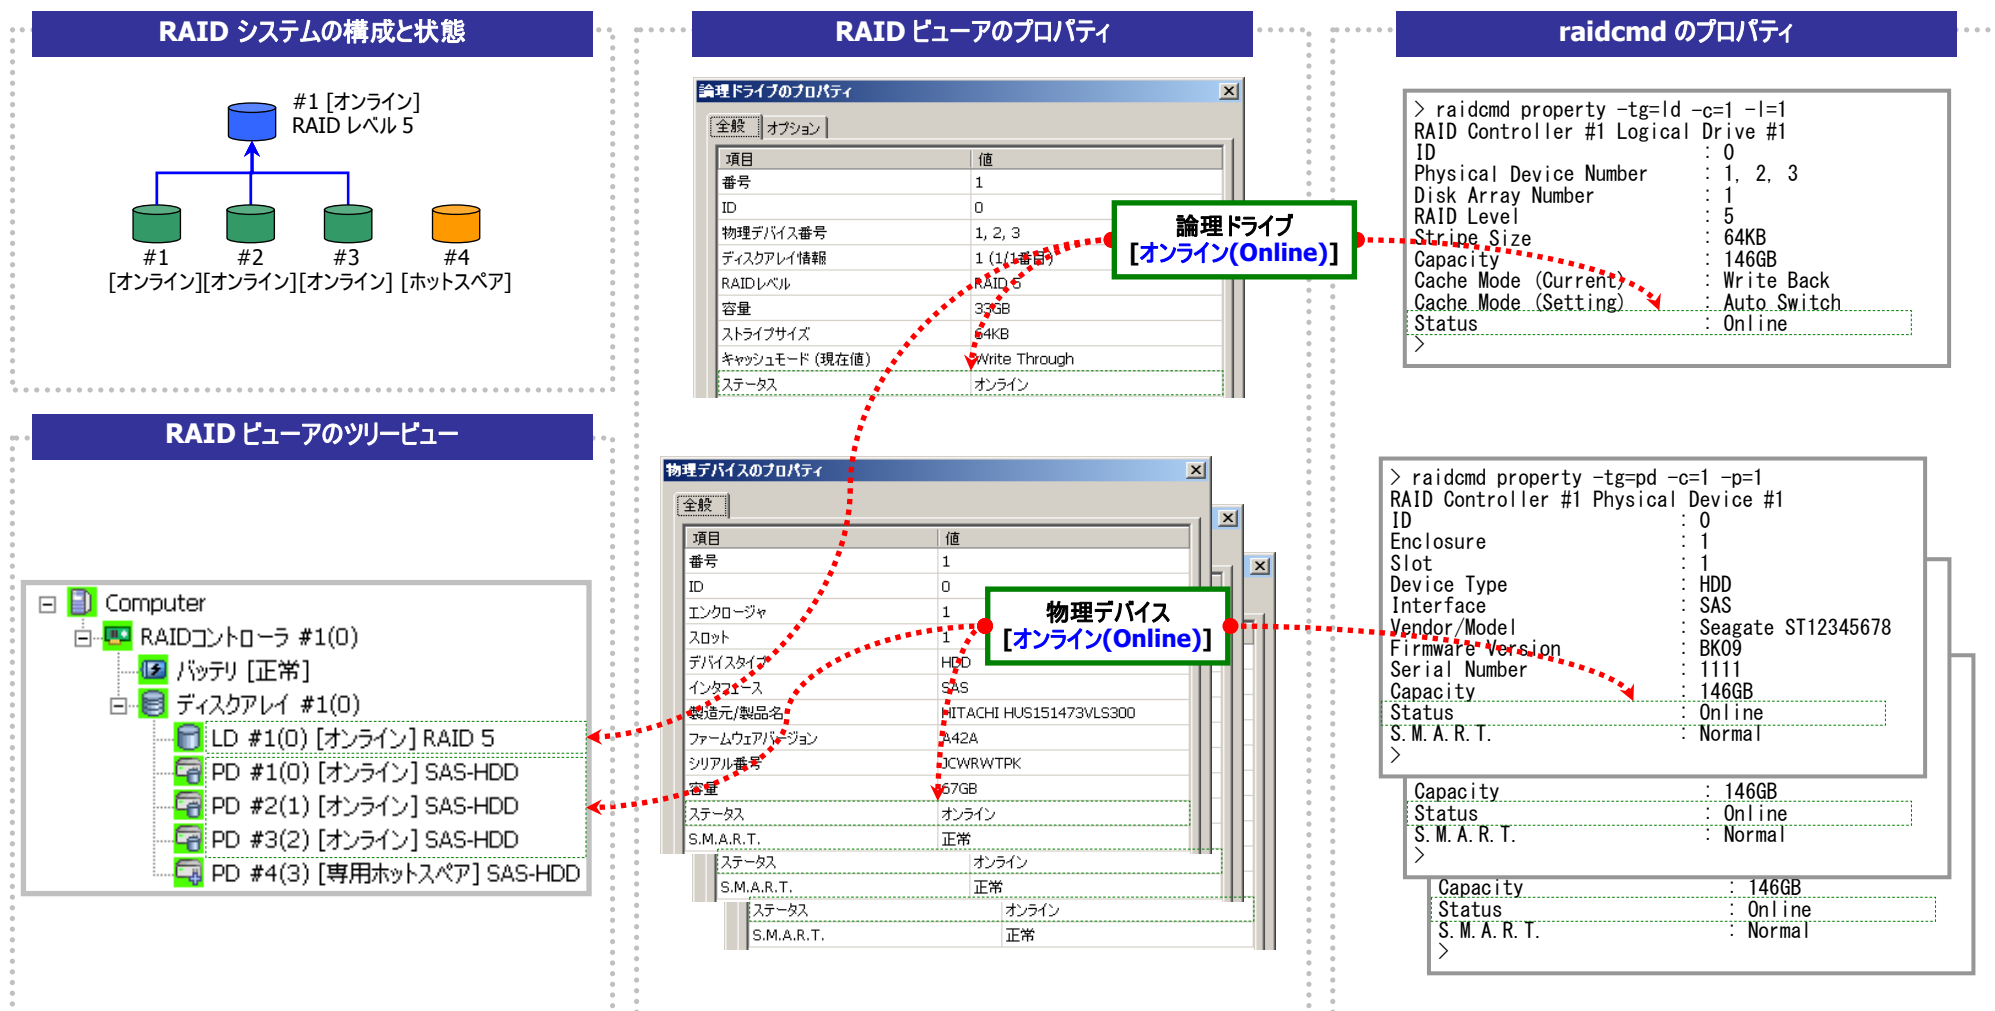 RAID システムの構成と状態
#1 [オンライン]
RAID レベル 5
#1 #2 #3 #4
[オンライン][オンライン][オンライン] [ホットスペア]
RAID ビューアのツリービュー
Computer
RAIDコントローラ #1(0)
バッテリ [正常]
ディスクアレイ #1(0)
LD #1(0) [オンライン] RAID 5
PD #1(0) [オンライン] SAS-HDD
PD #2(1) [オンライン] SAS-HDD
PD #3(2) [オンライン] SAS-HDD
PD #4(3) [専用ホットスペア] SAS-HDD
RAID ビューアのプロパティ
論理ドライブのプロパティ
全般 オプション
項目 値
番号 1
ID 0
物理デバイス番号 1, 2, 3
ディスクアレイ情報 1 (1/1番目)
RAIDレベル RAID 5
容量 33GB
ストライプサイズ 64KB
キャッシュモード (現在値) Write Through
ステータス オンライン
論理ドライブ
[オンライン(Online)]
物理デバイスのプロパティ
全般
項目 値
番号 1
ID 0
エンクロージャ 1
スロット 1
デバイスタイプ HDD
インタフェース SAS
製造元/製品名 HITACHI HUS151473VLS300
ファームウェアバージョン A42A
シリアル番号 JCWRWTPK
容量 67GB
ステータス オンライン
S.M.A.R.T. 正常
ステータス オンライン
S.M.A.R.T. 正常
ステータス オンライン
S.M.A.R.T. 正常
物理デバイス
[オンライン(Online)]
raidcmd のプロパティ
> raidcmd property -tg=ld -c=1 -l=1
RAID Controller #1 Logical Drive #1
ID : 0
Physical Device Number : 1, 2, 3
Disk Array Number : 1
RAID Level : 5
Stripe Size : 64KB
Capacity : 146GB
Cache Mode (Current) : Write Back
Cache Mode (Setting) : Auto Switch
Status : Online
>
> raidcmd property -tg=pd -c=1 -p=1
RAID Controller #1 Physical Device #1
ID : 0
Enclosure : 1
Slot : 1
Device Type : HDD
Interface : SAS
Vendor/Model : Seagate ST12345678
Firmware Version : BK09
Serial Number : 1111
Capacity : 146GB
Status : Online
S.M.A.R.T. : Normal
>
Capacity : 146GB
Status : Online
S.M.A.R.T. : Normal
>
Capacity : 146GB
Status : Online
S.M.A.R.T. : Normal
>